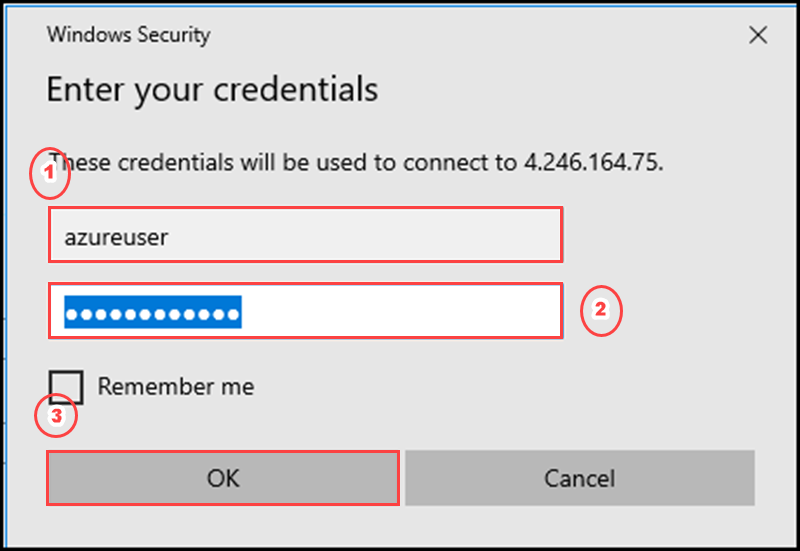 Windows Security
Enter your credentials
These credentials will be used to connect to 4.246.164.75.
1
azureuser
●●●●●●●●●●●●
2
Remember me
3
OK
Cancel